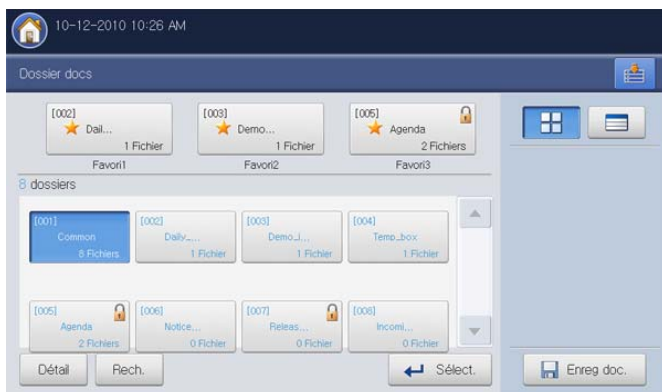 10-12-2010 10:26 AM
Dossier docs
[002] [003] [005]
Dail... Demo... Agenda
1 Fichier 1 Fichier 2 Fichiers
Favori1 Favori2 Favori3
8 dossiers
[001] [002] [003] [004]
Common Daily_... Demo_i... Temp_box
8 Fichiers 1 Fichier 1 Fichier 1 Fichier
[005] [006] [007] [008]
Agenda Notice... Releas... Incomi...
2 Fichiers 0 Fichier 0 Fichier 0 Fichier
Détail Rech. Sélect. Enreg doc.